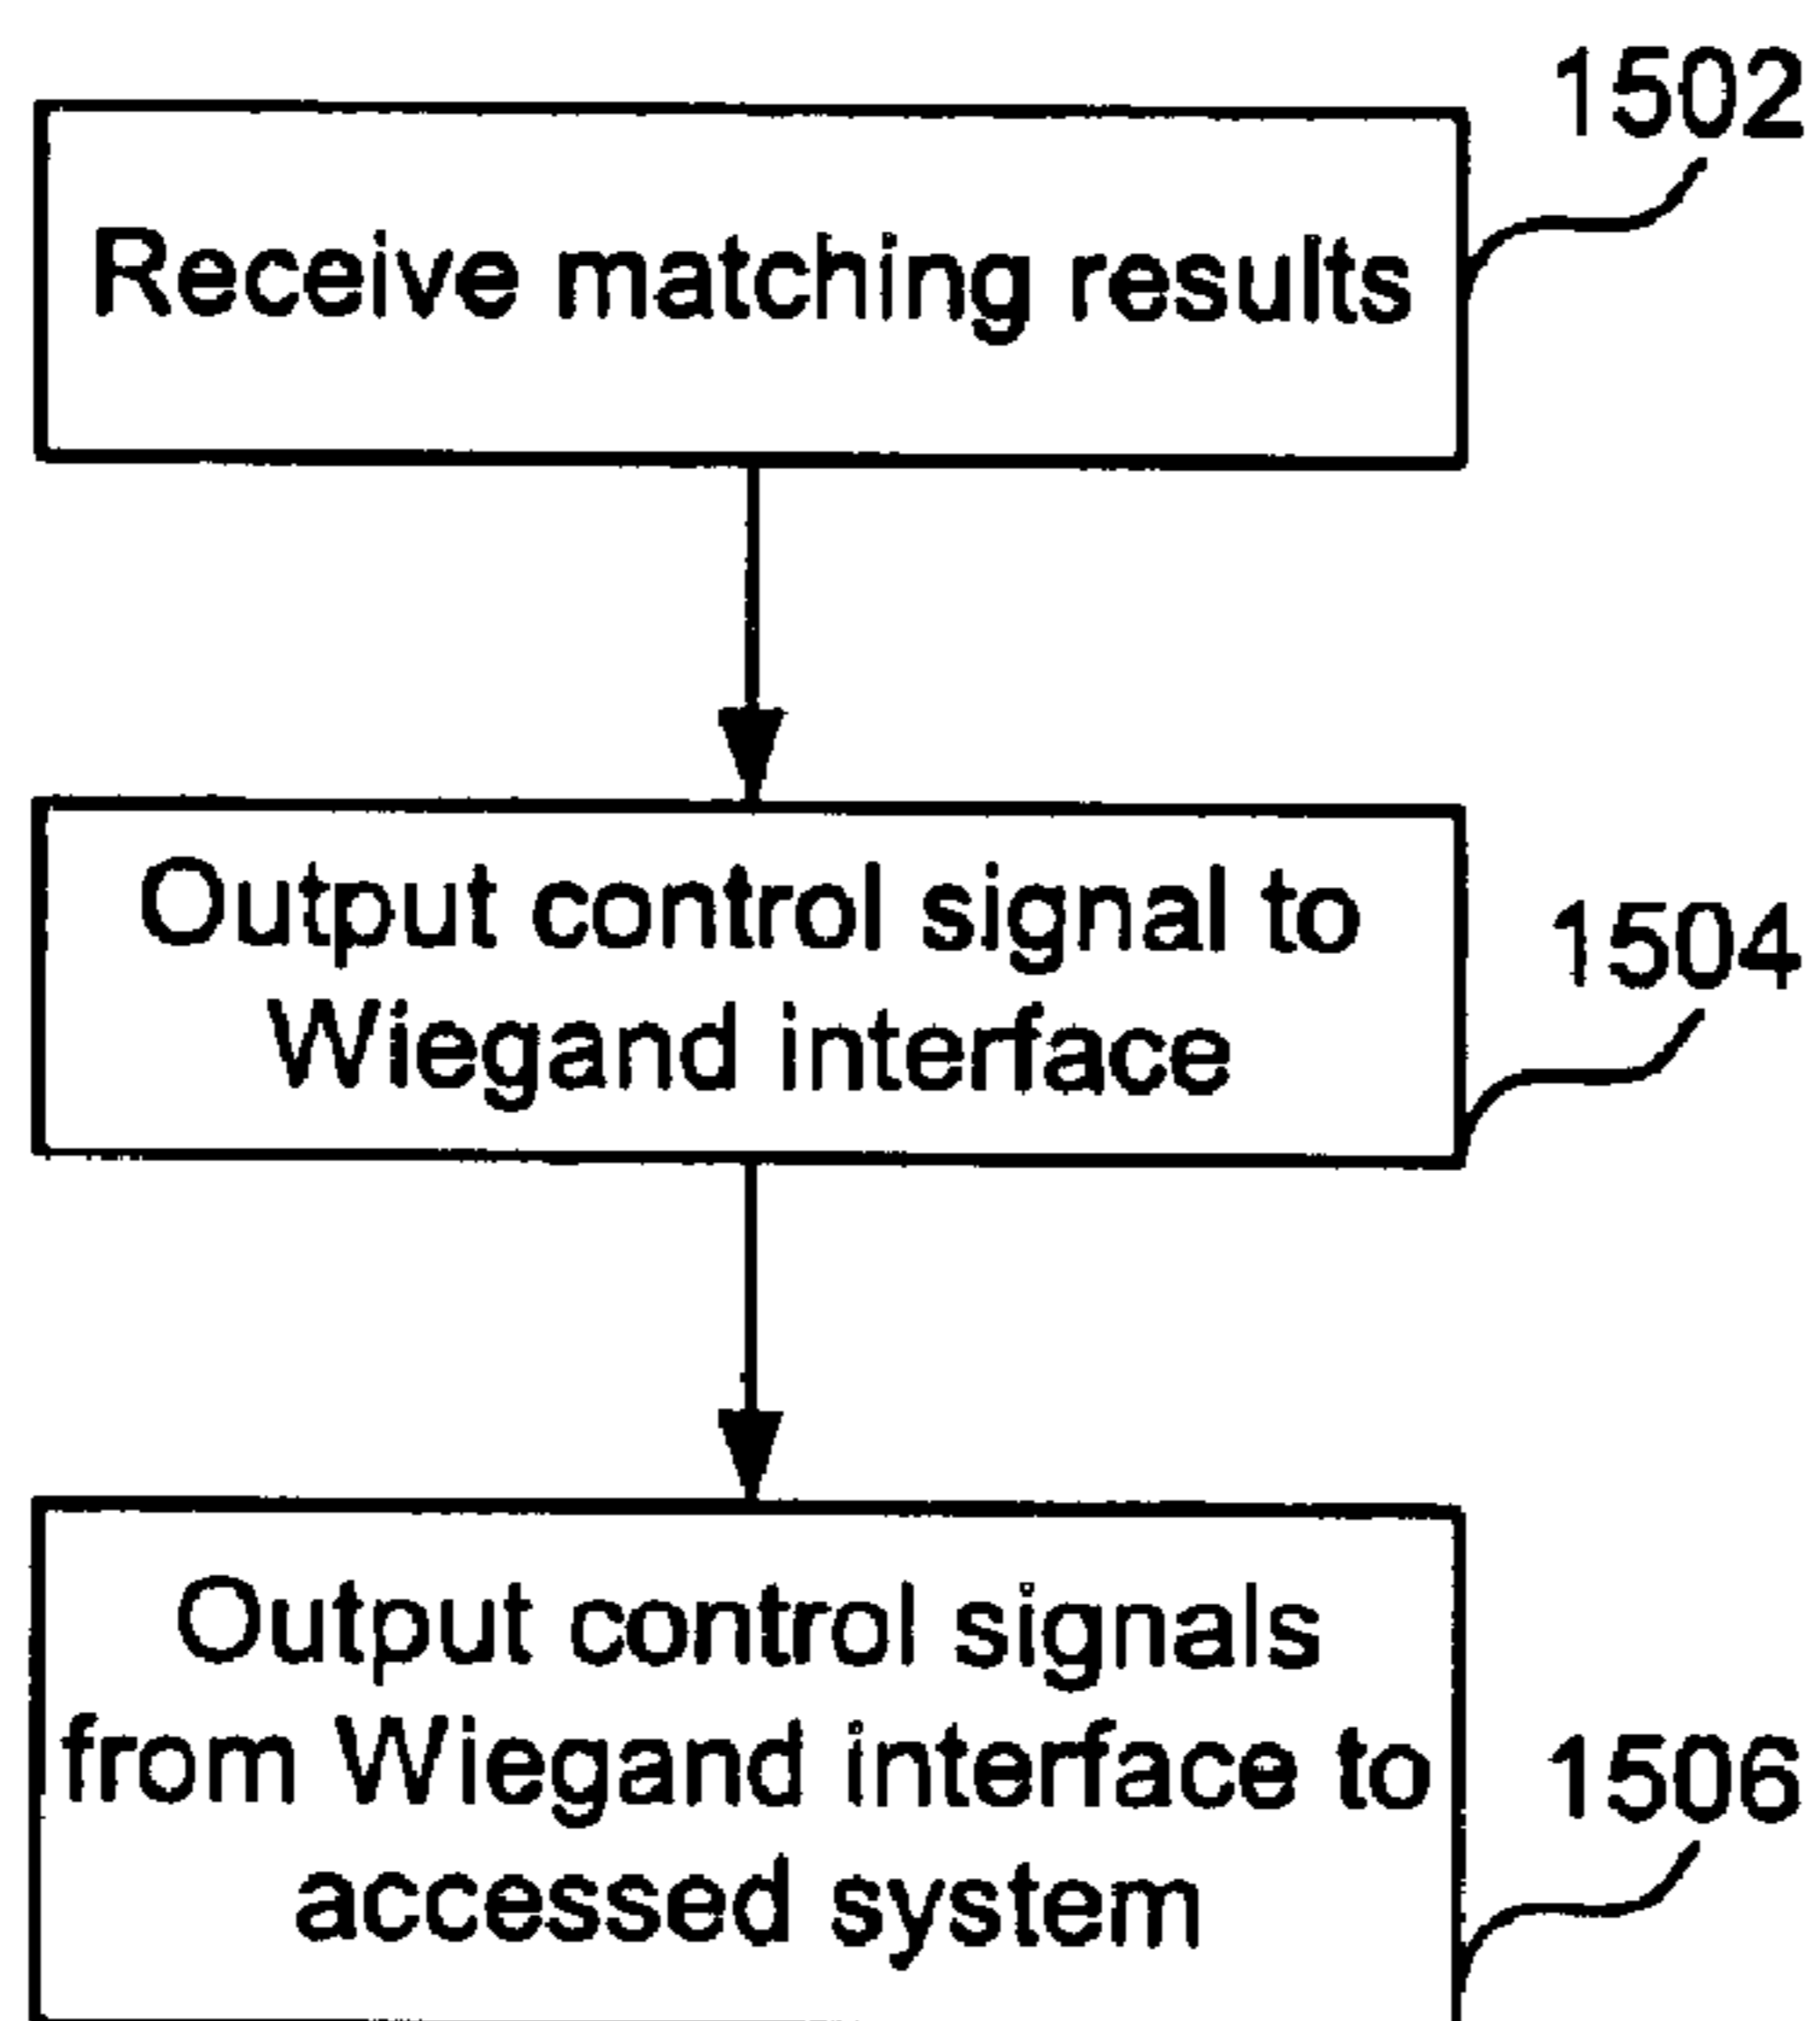 1502
Receive matching results
Output control signal to
Wiegand interface
1504
Output control signals
from Wiegand interface to
accessed system
1506